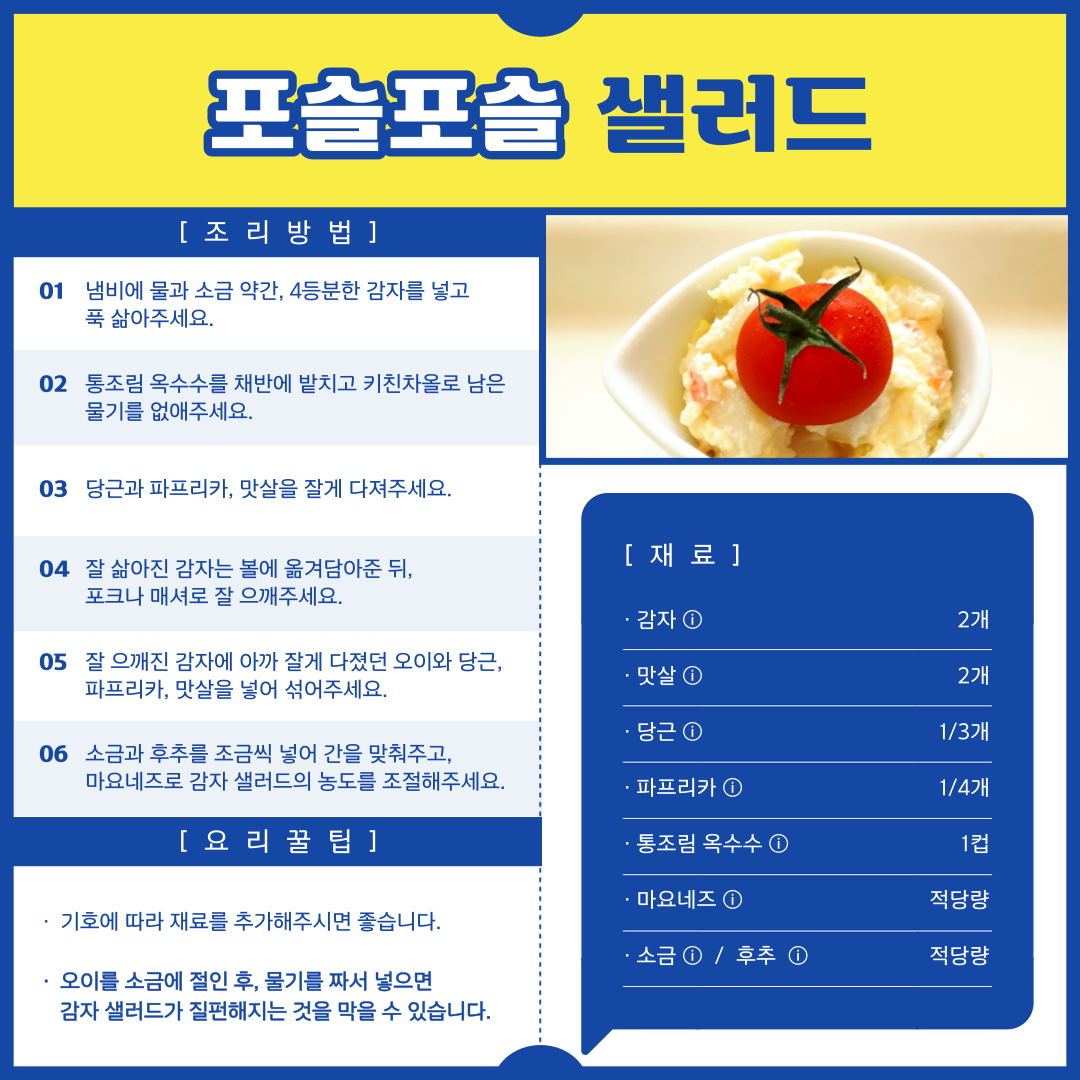 포슬포슬 샐러드
[ 조 리 방 법 ]
01 냄비에 물과 소금 약간, 4등분한 감자를 넣고
푹 삶아주세요.
02 통조림 옥수수를 채반에 밭치고 키친차올로 남은
물기를 없애주세요.
03 당근과 파프리카, 맛살을 잘게 다져주세요.
04 잘 삶아진 감자는 볼에 옮겨담아준 뒤,
포크나 매셔로 잘 으깨주세요.
05 잘 으깨진 감자에 아까 잘게 다졌던 오이와 당근,
파프리카, 맛살을 넣어 섞어주세요.
06 소금과 후추를 조금씩 넣어 간을 맞춰주고,
마요네즈로 감자 샐러드의 농도를 조절해주세요.
[ 요 리 꿀 팁 ]
· 기호에 따라 재료를 추가해주시면 좋습니다.
· 오이를 소금에 절인 후, 물기를 짜서 넣으면
감자 샐러드가 질펀해지는 것을 막을 수 있습니다.
[ 재 료 ]
· 감자 ⓘ 2개
· 맛살 ⓘ 2개
· 당근 ⓘ 1/3개
· 파프리카 ⓘ 1/4개
· 통조림 옥수수 ⓘ 1컵
· 마요네즈 ⓘ 적당량
· 소금 ⓘ / 후추 ⓘ 적당량